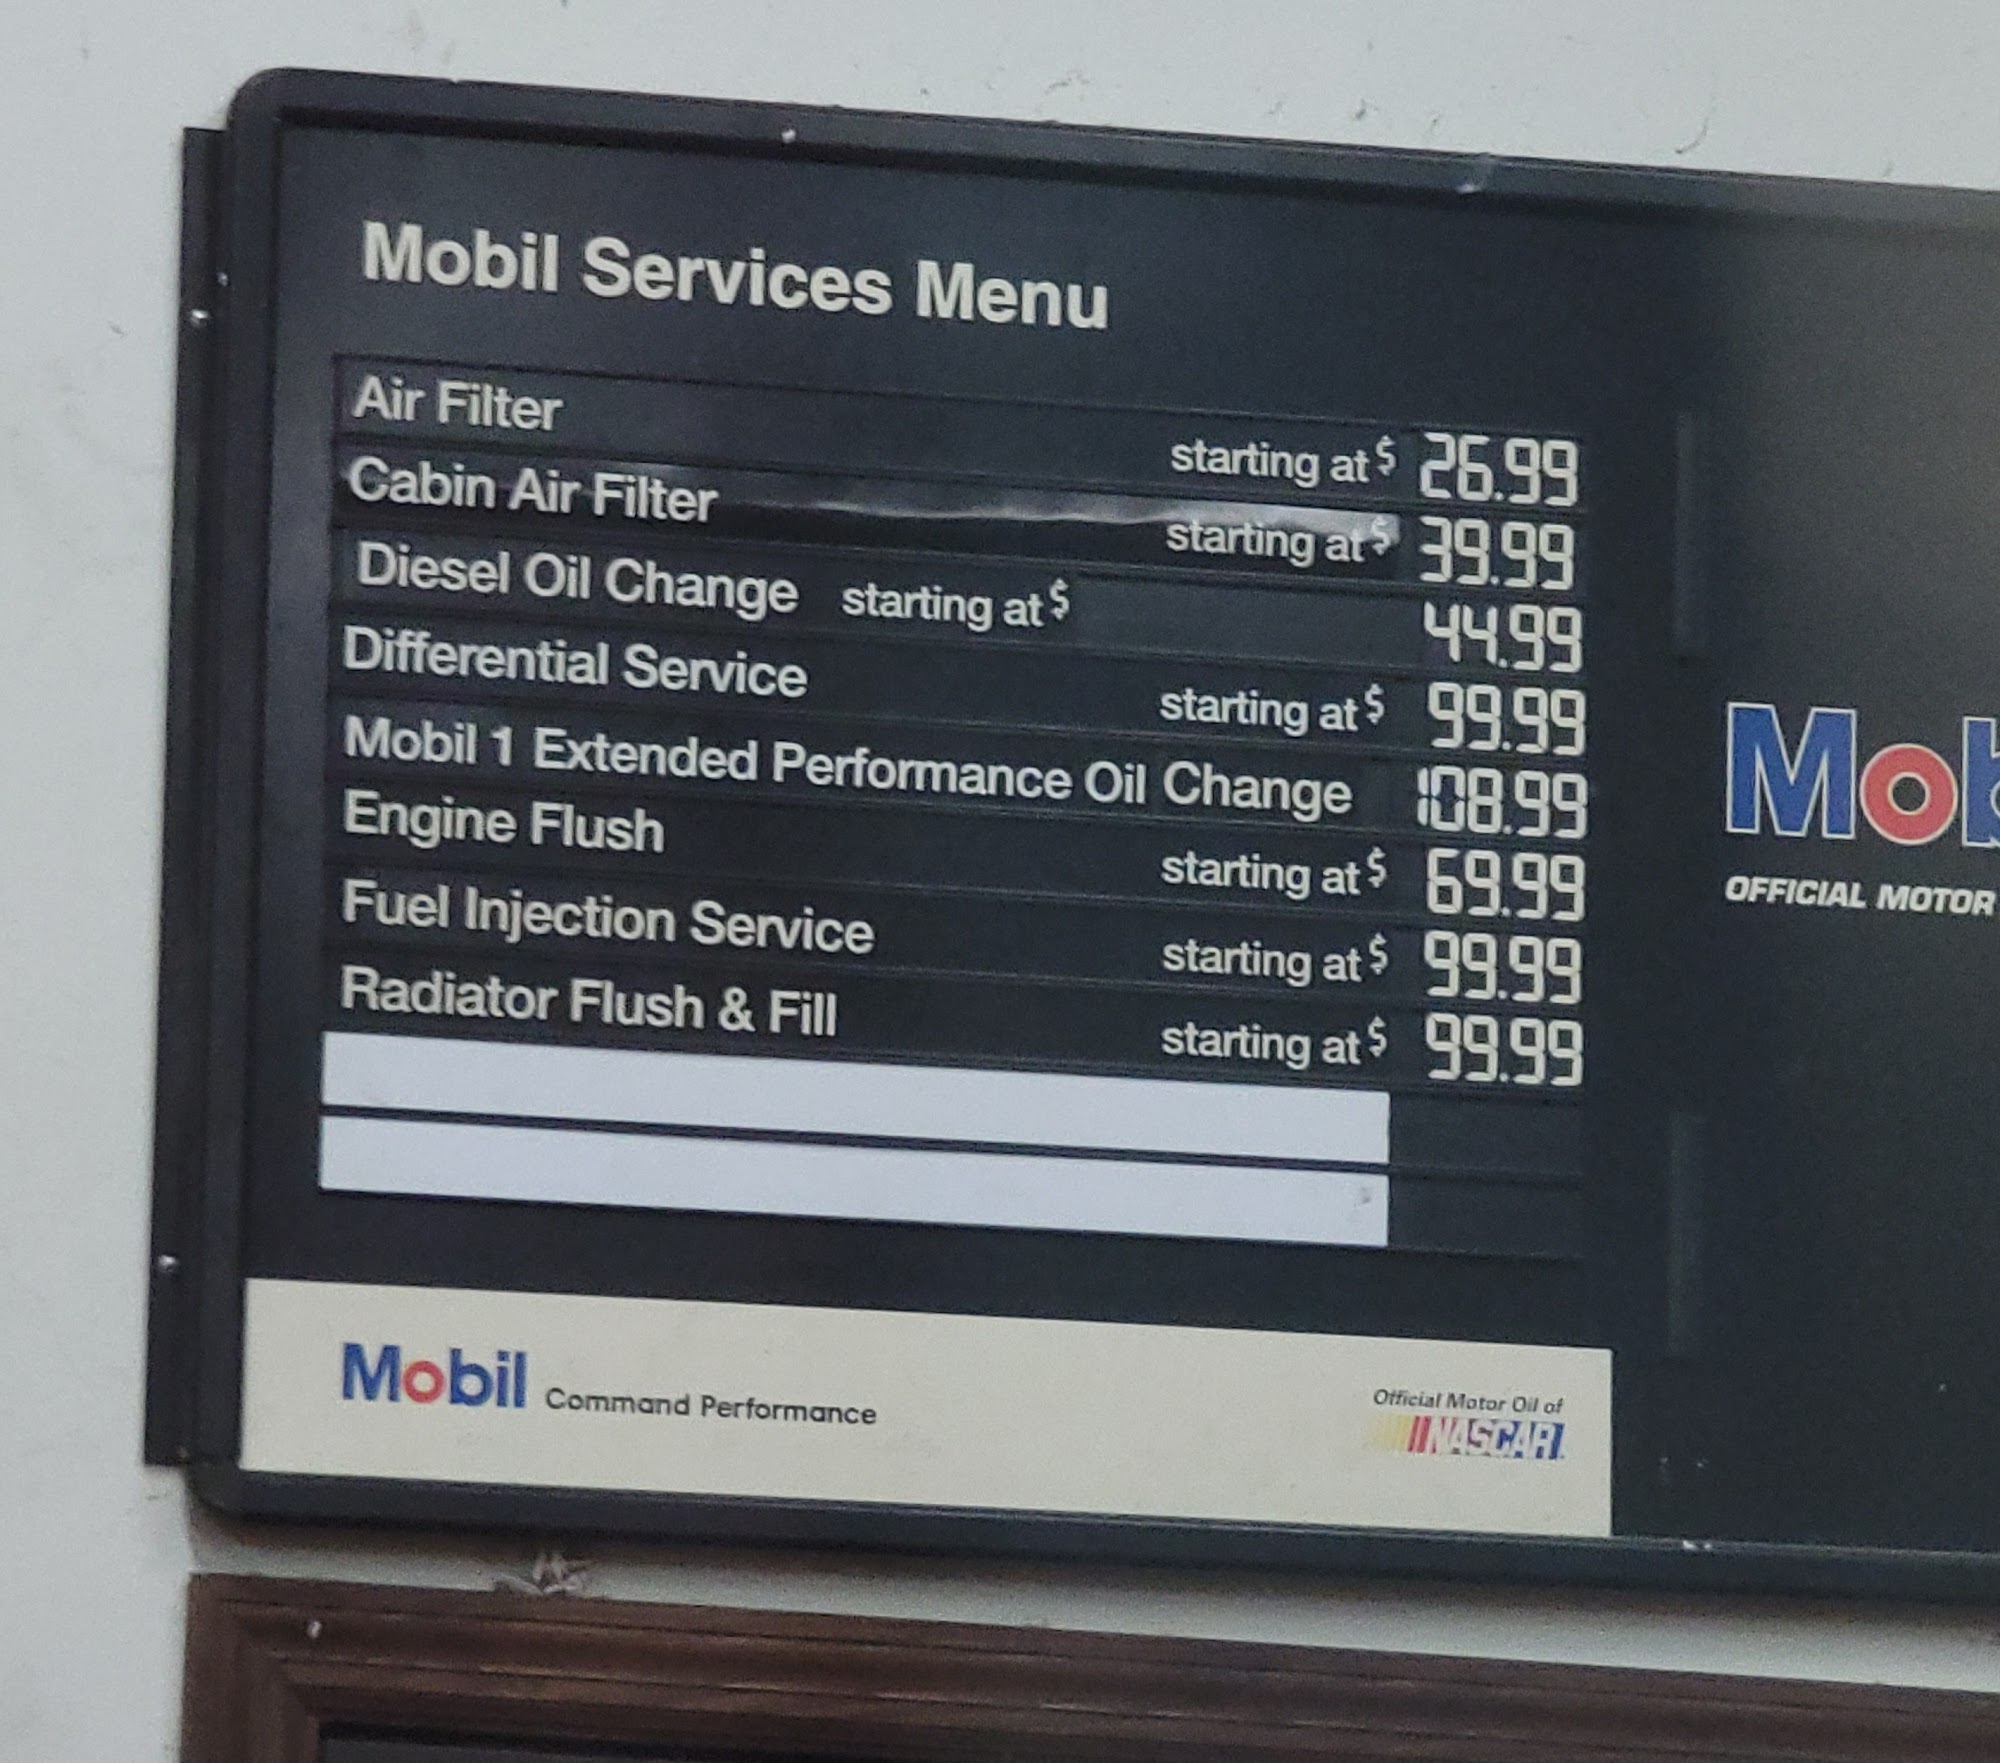 Mobil Services Menu
Air Filter starting at $ 26.99
Cabin Air Filter starting at $ 39.99
Diesel Oil Change starting at $ 44.99
Differential Service starting at $ 99.99
Mobil 1 Extended Performance Oil Change 108.99
Engine Flush starting at $ 69.99
Fuel Injection Service starting at $ 99.99
Radiator Flush & Fill starting at $ 99.99
Mob
OFFICIAL MOTOR
Mobil Command Performance
Official Motor Oil of
NASCAR